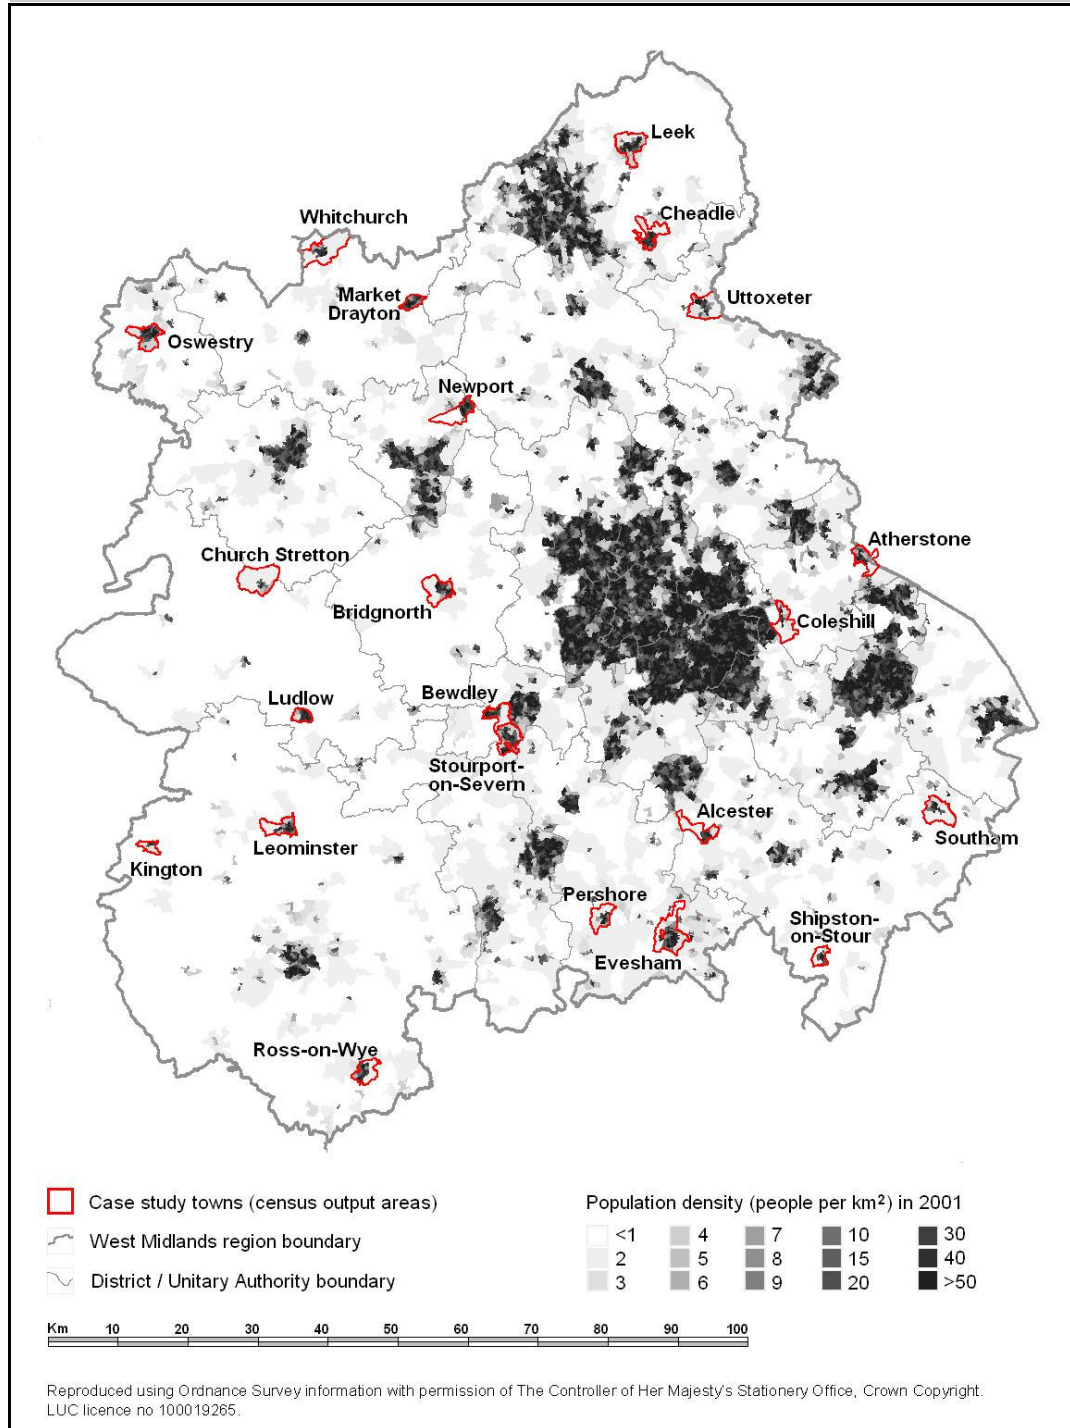 Leek
Cheadle
Whitchurch
Market
Drayton
Uttoxeter
Oswestry
Newport
Church Stretton
Atherstone
Bridgnorth
Coleshill
Ludlow
Bewdley
Stourport-
on-Severn
Alcester
Southam
Leominster
Kington
Pershore
Shipston-
on-Stour
Evesham
Ross-on-Wye
Case study towns (census output areas)
West Midlands region boundary
District / Unitary Authority boundary
Population density (people per km²) in 2001
<1 4 7 10 30
2 5 8 15 40
3 6 9 20 >50
Km 10 20 30 40 50 60 70 80 90 100
Reproduced using Ordnance Survey information with permission of The Controller of Her Majesty's Stationery Office, Crown Copyright.
LUC licence no 100019265.